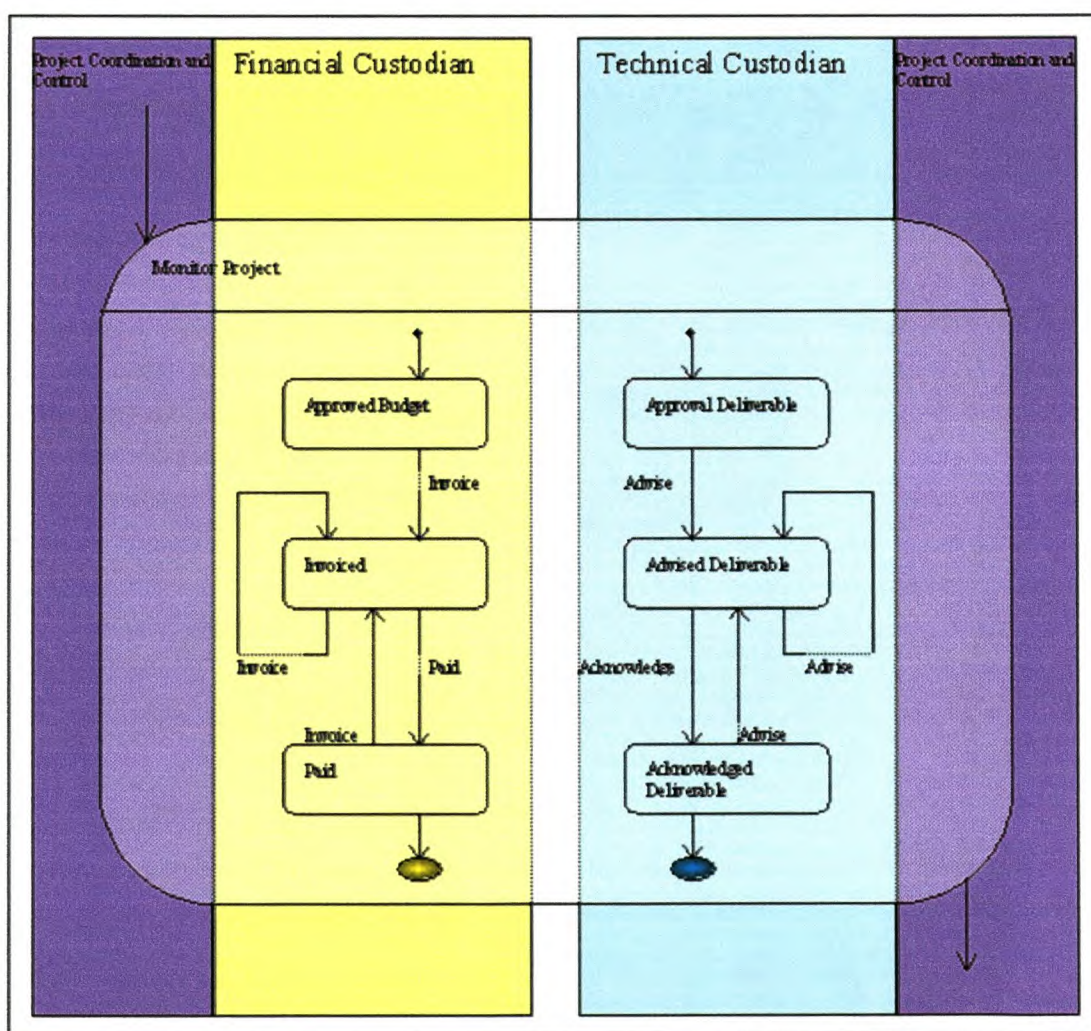 Project Coordination and
Control
Financial Custodian
Technical Custodian
Project Coordination and
Control
Monitor Project
Approved Budget
Approval Deliverable
Invoice
Advise
Invoiced
Advised Deliverable
Invoice
Paid
Acknowledge
Advise
Invoice
Advise
Paid
Acknowledged
Deliverable